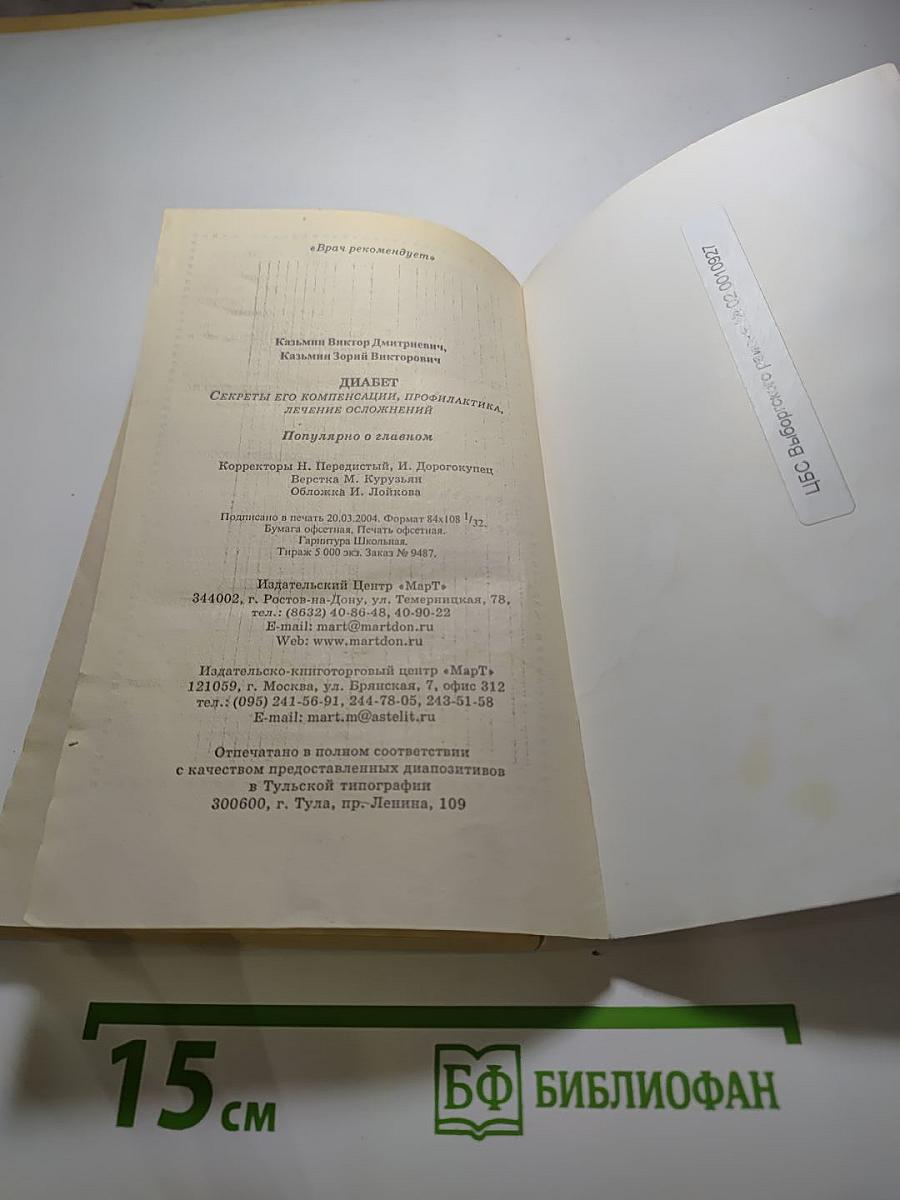 «Врач рекомендует»
Казьмин Виктор Дмитриевич,
Казьмин Зорий Викторович
ДИАБЕТ
СЕКРЕТЫ ЕГО КОМПЕНСАЦИИ, ПРОФИЛАКТИКА,
ЛЕЧЕНИЕ ОСЛОЖНЕНИЙ
Популярно о главном
Корректоры Н. Передистый, И. Дорогокупец
Верстка М. Курузьян
Обложка И. Лойкова
Подписано в печать 20.03.2004. Формат 84x108 1/32.
Бумага офсетная. Печать офсетная.
Гарнитура Школьная.
Тираж 5 000 экз. Заказ № 9487.
Издательский Центр «МарТ»
344002, г. Ростов-на-Дону, ул. Темерницкая, 78,
тел.: (8632) 40-86-48, 40-90-22
E-mail: mart@martdon.ru
Web: www.martdon.ru
Издательско-книготорговый центр «МарТ»
121059, г. Москва, ул. Брянская, 7, офис 312
тел.: (095) 241-56-91, 244-78-05, 243-51-58
E-mail: mart.m@astelit.ru
Отпечатано в полном соответствии
с качеством предоставленных диапозитивов
в Тульской типографии
300600, г. Тула, пр. Ленина, 109
ЦБС Выборгского 02 0010927
15 см
БФ БИБЛИОФАН